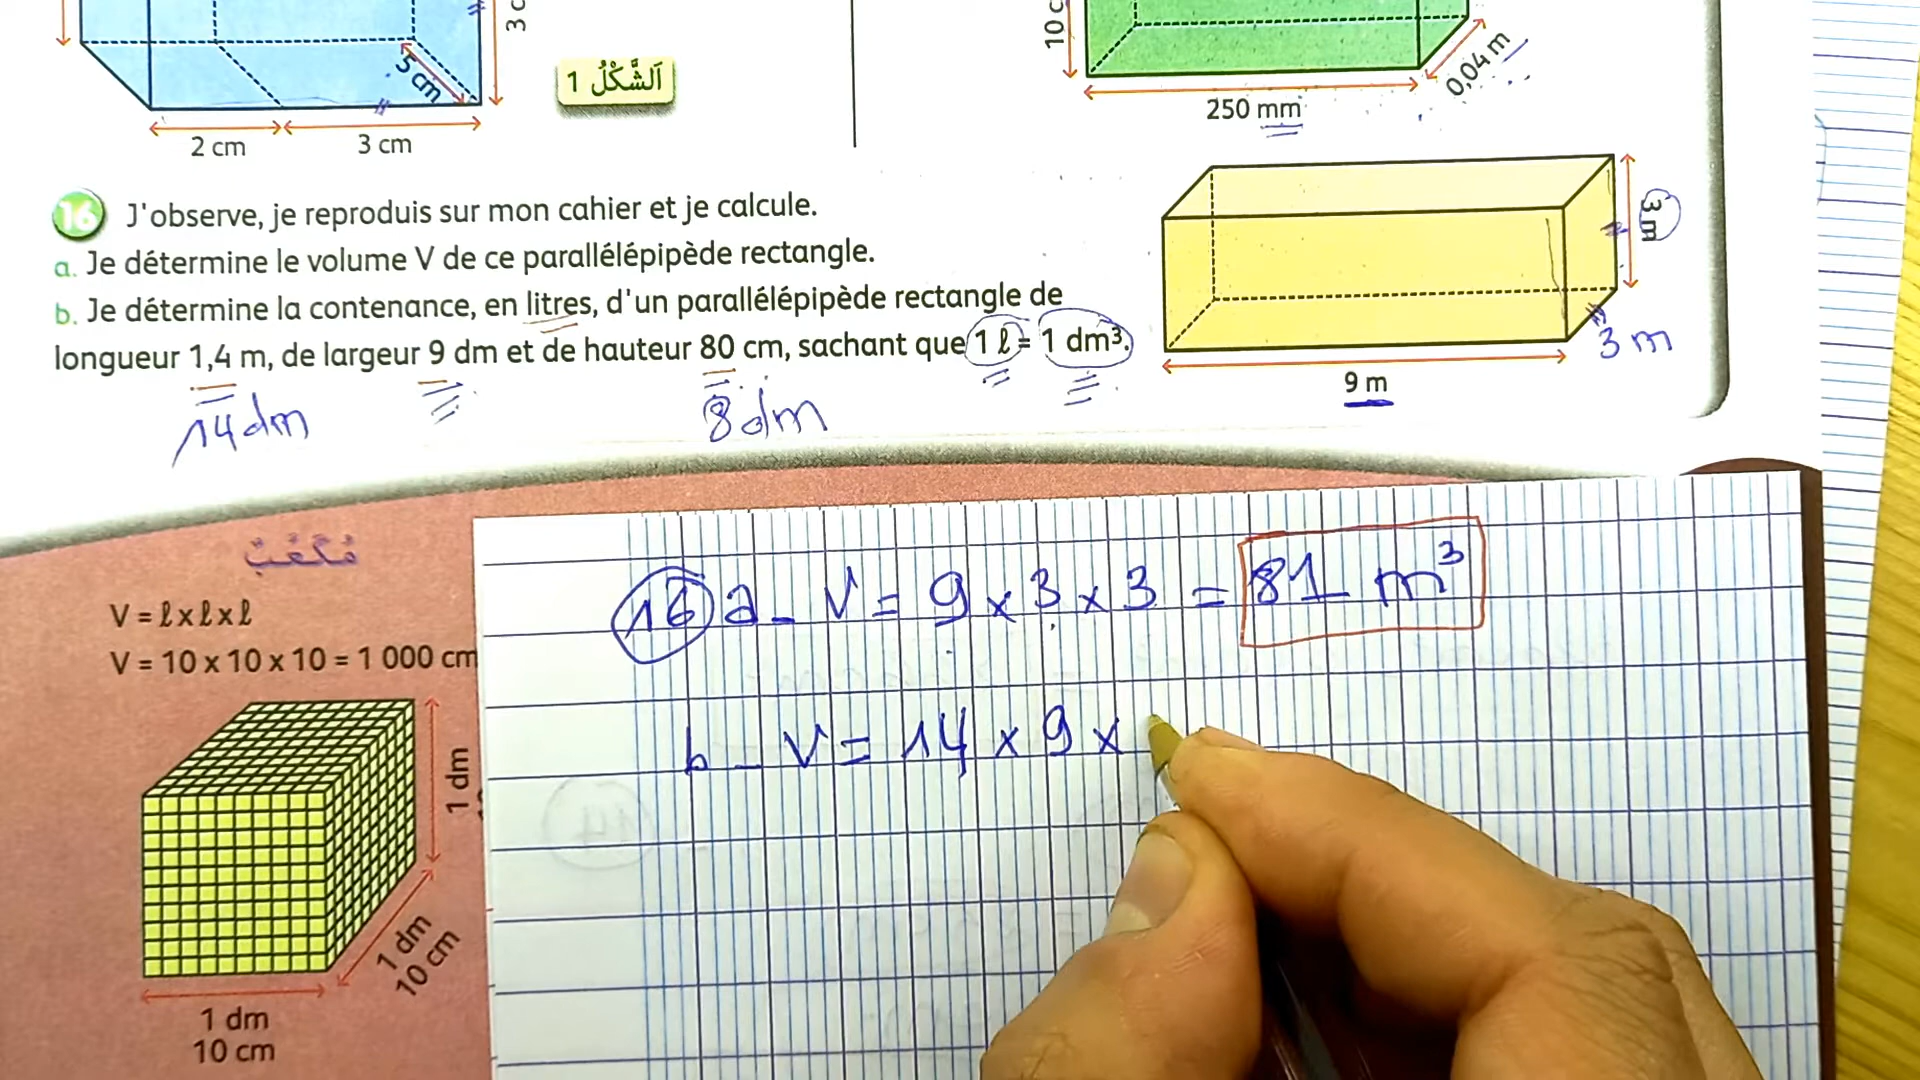 3 c
5 cm
اَلشَّكْلُ 1
2 cm
3 cm
10 c
250 mm
0,04 m
16 J'observe, je reproduis sur mon cahier et je calcule.
a. Je détermine le volume V de ce parallélépipède rectangle.
b. Je détermine la contenance, en litres, d'un parallélépipède rectangle de
longueur 1,4 m, de largeur 9 dm et de hauteur 80 cm, sachant que 1 ℓ = 1 dm³.
14 dm
8 dm
3 m
3 m
9 m
مُكَعَّبٌ
V = ℓ x ℓ x ℓ
V = 10 x 10 x 10 = 1 000 cm
1 dm
1 dm
10 cm
1 dm
10 cm
16 a - V = 9 x 3 x 3 = 81 m³
b - V = 14 x 9 x